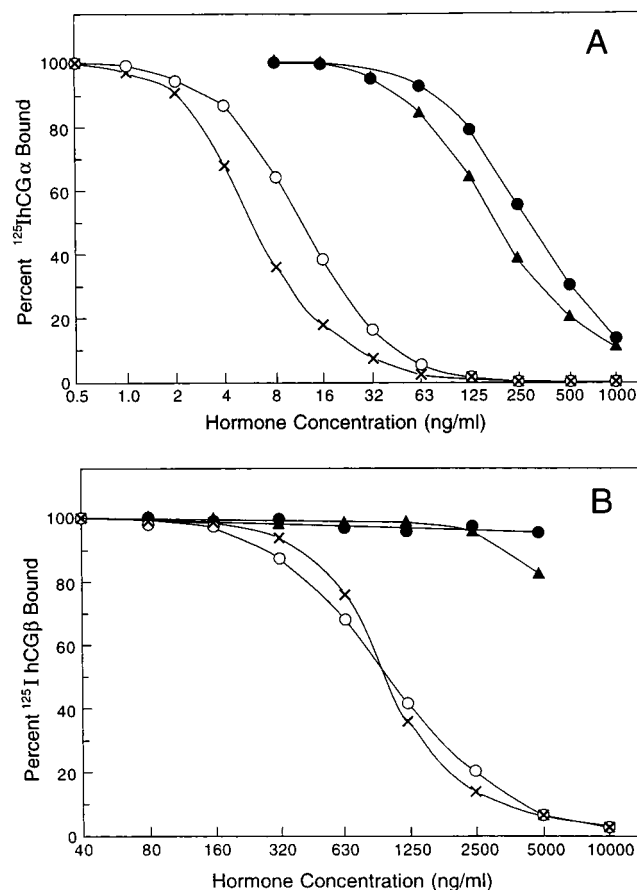 A
100
80
60
40
20
0
Percent ¹²⁵IhCGα Bound
0.5 1.0 2 4 8 16 32 63 125 250 500 1000
Hormone Concentration (ng/ml)
B
100
80
60
40
20
0
Percent ¹²⁵I hCGβ Bound
40 80 160 320 630 1250 2500 5000 10000
Hormone Concentration (ng/ml)